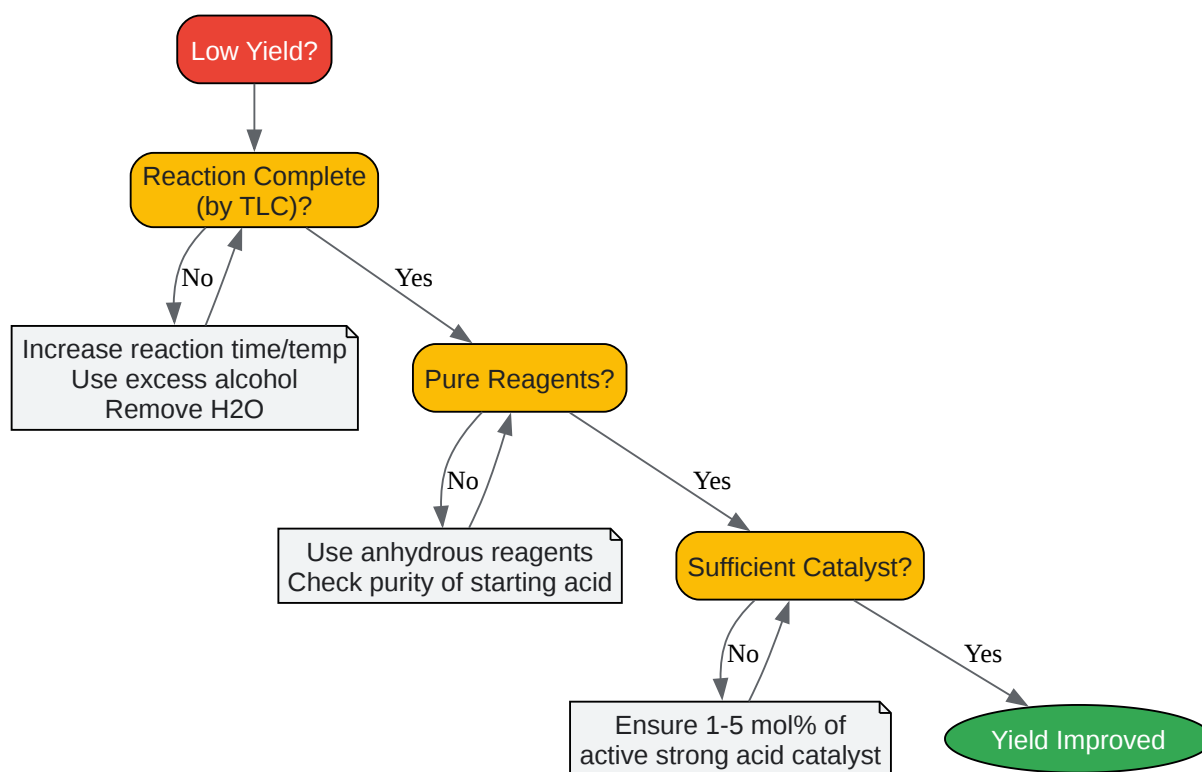 Low Yield?
Reaction Complete
(by TLC)?
No
Yes
Increase reaction time/temp
Use excess alcohol
Remove H2O
Pure Reagents?
No
Yes
Use anhydrous reagents
Check purity of starting acid
Sufficient Catalyst?
No
Yes
Ensure 1-5 mol% of
active strong acid catalyst
Yield Improved